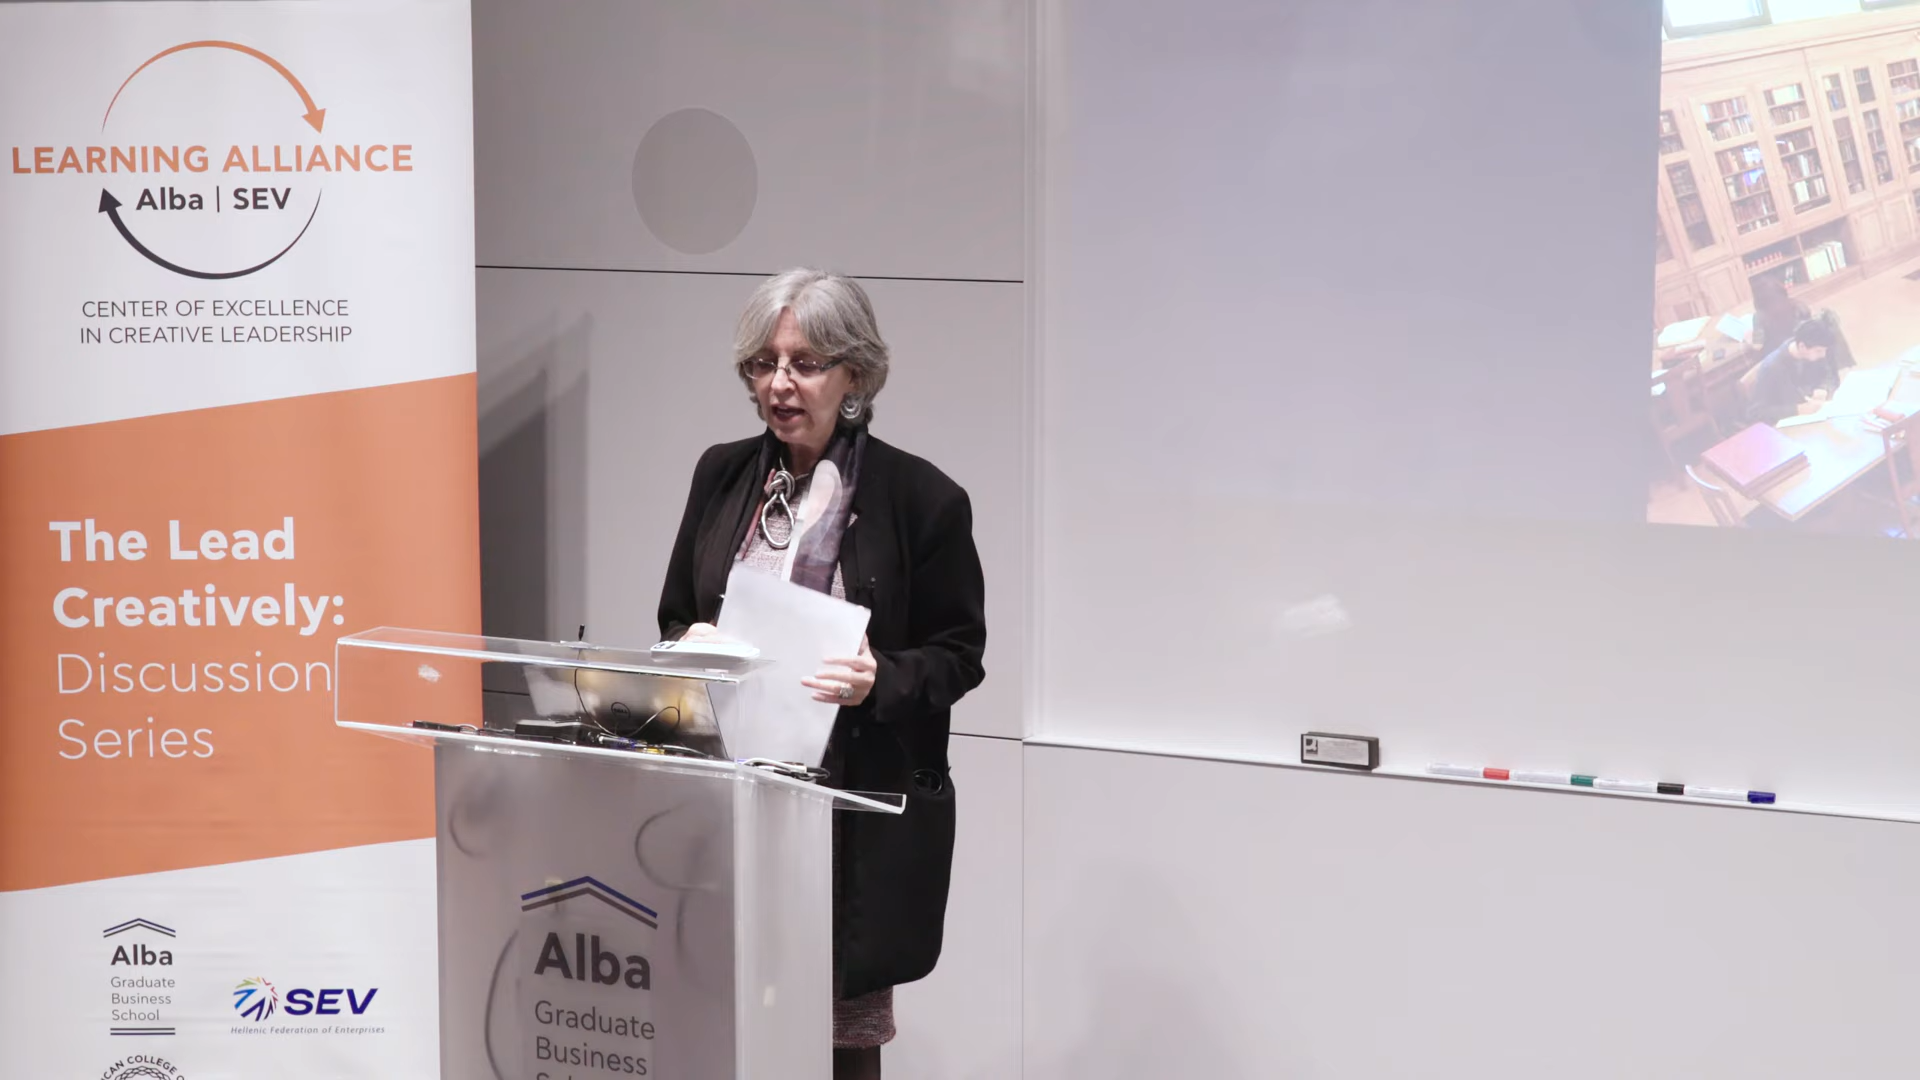 LEARNING ALLIANCE
Alba | SEV
CENTER OF EXCELLENCE
IN CREATIVE LEADERSHIP
The Lead
Creatively:
Discussion
Series
Alba
Graduate
Business
School
SEV
Hellenic Federation of Enterprises
COLLEGE
Alba
Graduate
Business